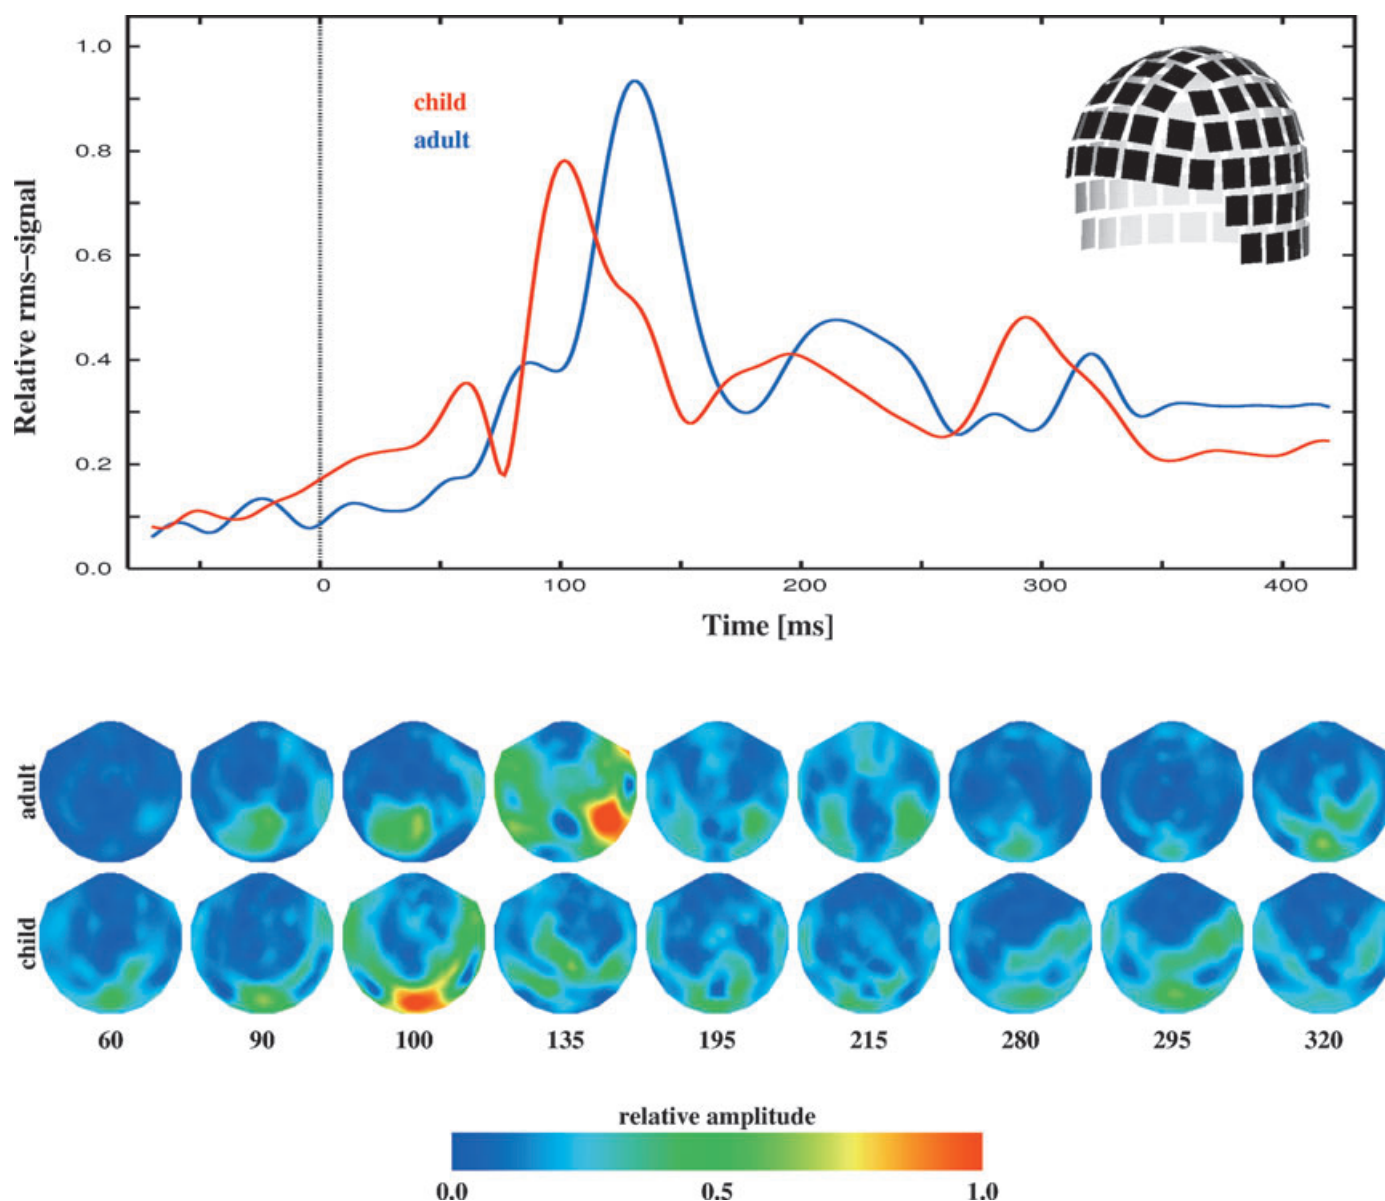 1.0
0.8
0.6
0.4
0.2
0.0
Relative rms-signal
child
adult
0 100 200 300 400
Time [ms]
adult
child
60 90 100 135 195 215 280 295 320
relative amplitude
0.0 0.5 1.0